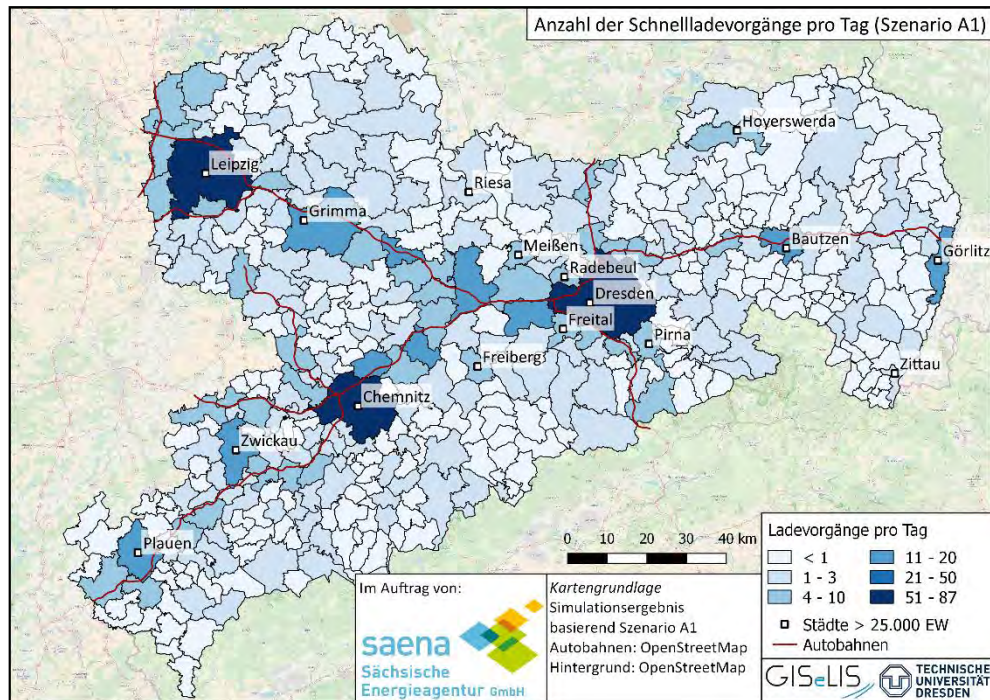 Anzahl der Schnellladevorgänge pro Tag (Szenario A1)
Hoyerswerda
Leipzig
Riesa
Grimma
Meißen
Bautzen
Görlitz
Radebeul
Dresden
Freital
Pirna
Freiberg
Zittau
Chemnitz
Zwickau
Plauen
0 10 20 30 40 km
Im Auftrag von:
saena
Sächsische
Energieagentur GmbH
Kartengrundlage
Simulationsergebnis
basierend Szenario A1
Autobahnen: OpenStreetMap
Hintergrund: OpenStreetMap
Ladevorgänge pro Tag
< 1
1 - 3
4 - 10
11 - 20
21 - 50
51 - 87
Städte > 25.000 EW
Autobahnen
GISeLIS
TECHNISCHE
UNIVERSITÄT
DRESDEN